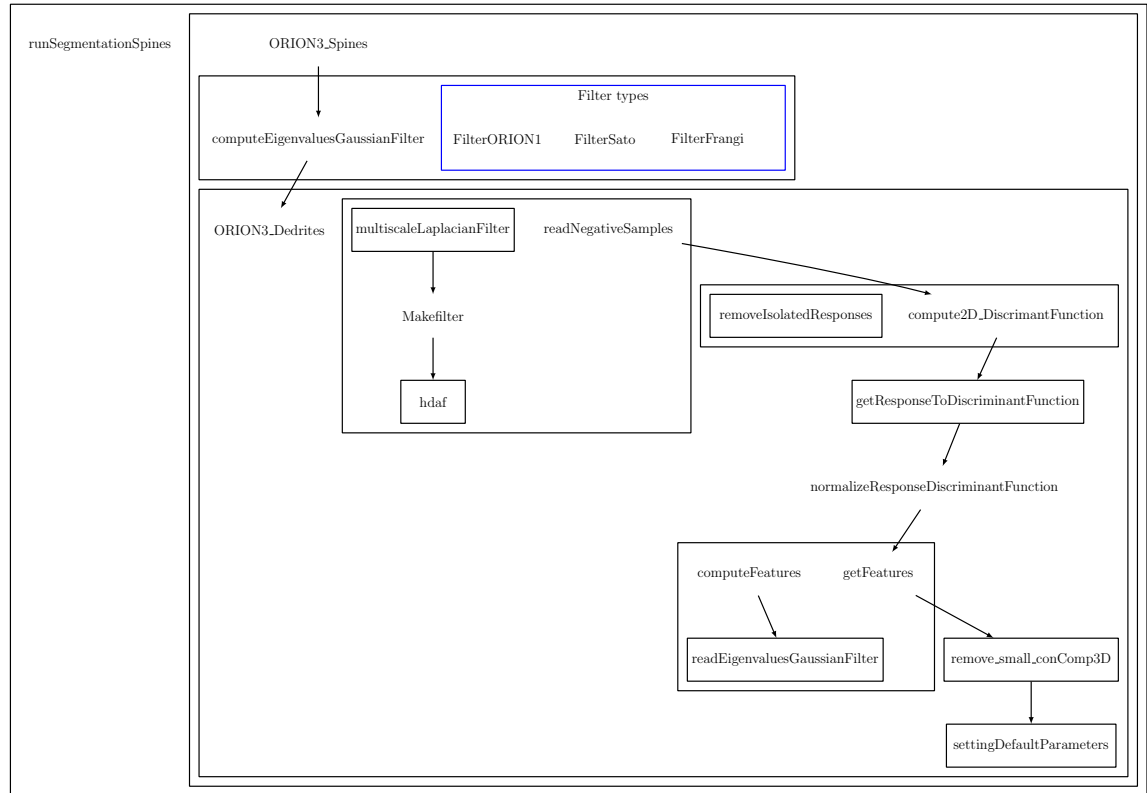 runSegmentationSpines
ORION3_Spines
Filter types
computeEigenvaluesGaussianFilter
FilterORION1
FilterSato
FilterFrangi
ORION3_Dedrites
multiscaleLaplacianFilter
readNegativeSamples
Makefilter
removeIsolatedResponses
compute2D_DiscrimantFunction
hdaf
getResponseToDiscriminantFunction
normalizeResponseDiscriminantFunction
computeFeatures
getFeatures
readEigenvaluesGaussianFilter
remove_small_conComp3D
settingDefaultParameters